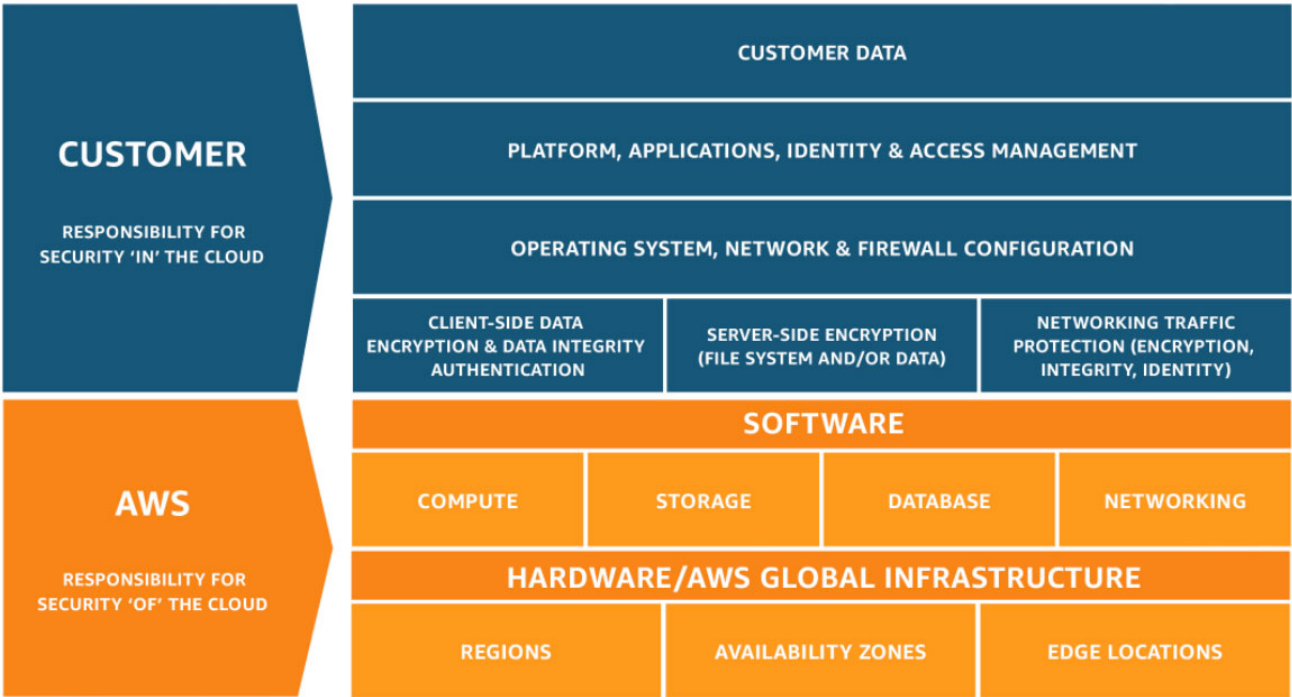 CUSTOMER
RESPONSIBILITY FOR
SECURITY ‘IN’ THE CLOUD
CUSTOMER DATA
PLATFORM, APPLICATIONS, IDENTITY & ACCESS MANAGEMENT
OPERATING SYSTEM, NETWORK & FIREWALL CONFIGURATION
CLIENT-SIDE DATA
ENCRYPTION & DATA INTEGRITY
AUTHENTICATION
SERVER-SIDE ENCRYPTION
(FILE SYSTEM AND/OR DATA)
NETWORKING TRAFFIC
PROTECTION (ENCRYPTION,
INTEGRITY, IDENTITY)
AWS
RESPONSIBILITY FOR
SECURITY ‘OF’ THE CLOUD
SOFTWARE
COMPUTE
STORAGE
DATABASE
NETWORKING
HARDWARE/AWS GLOBAL INFRASTRUCTURE
REGIONS
AVAILABILITY ZONES
EDGE LOCATIONS